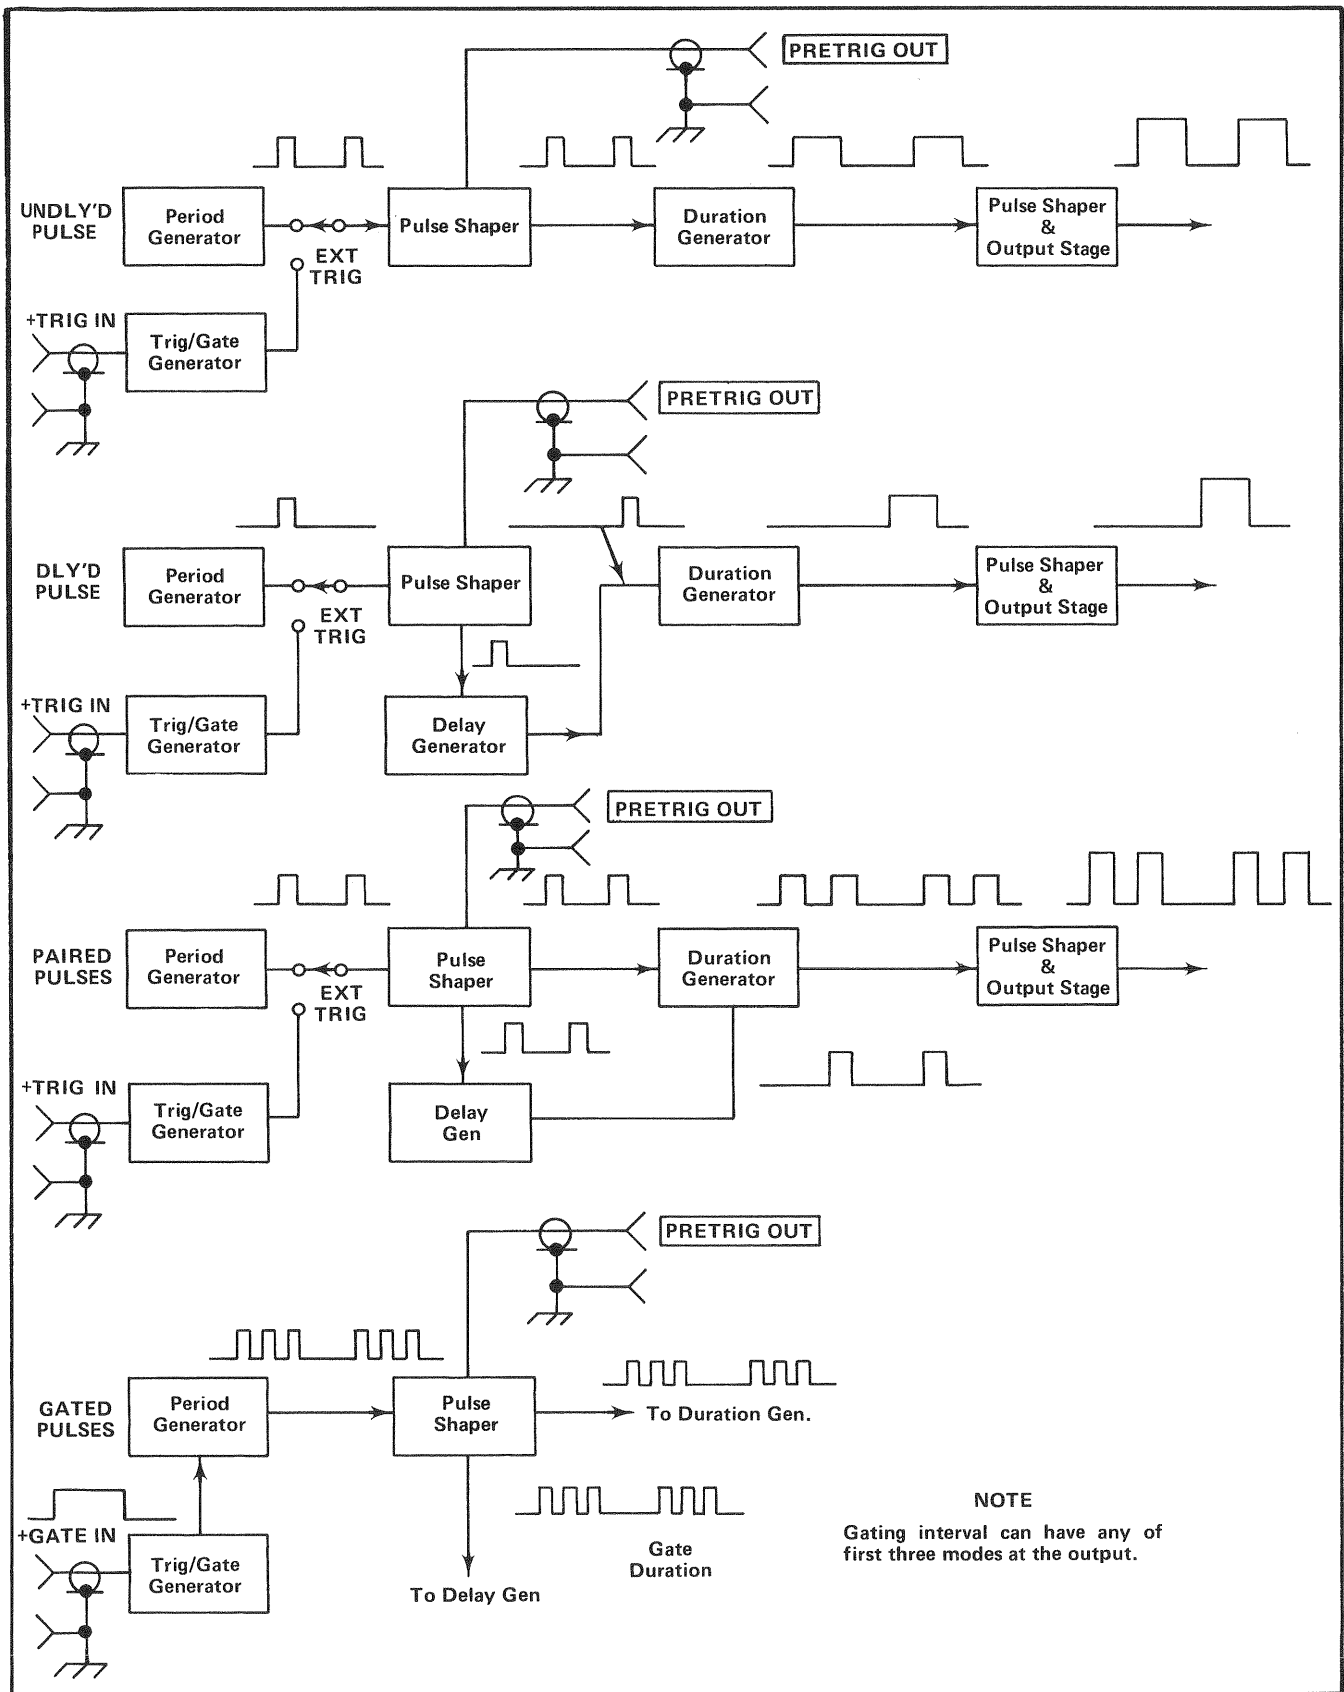 PRETRIG OUT
UNDLY'D
PULSE
Period
Generator
EXT
TRIG
Pulse Shaper
Duration
Generator
Pulse Shaper
&
Output Stage
+TRIG IN
Trig/Gate
Generator
PRETRIG OUT
DLY'D
PULSE
Period
Generator
EXT
TRIG
Pulse Shaper
Duration
Generator
Pulse Shaper
&
Output Stage
+TRIG IN
Trig/Gate
Generator
Delay
Generator
PRETRIG OUT
PAIRED
PULSES
Period
Generator
EXT
TRIG
Pulse
Shaper
Duration
Generator
Pulse Shaper
&
Output Stage
+TRIG IN
Trig/Gate
Generator
Delay
Gen
PRETRIG OUT
GATED
PULSES
Period
Generator
Pulse
Shaper
To Duration Gen.
+GATE IN
Trig/Gate
Generator
To Delay Gen
Gate
Duration
NOTE
Gating interval can have any of
first three modes at the output.